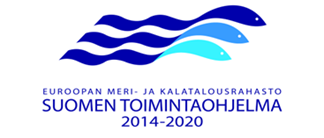 EUROOPAN MERI- JA KALATALOUSRAHASTO
SUOMEN TOIMINTAOHJELMA
2014-2020